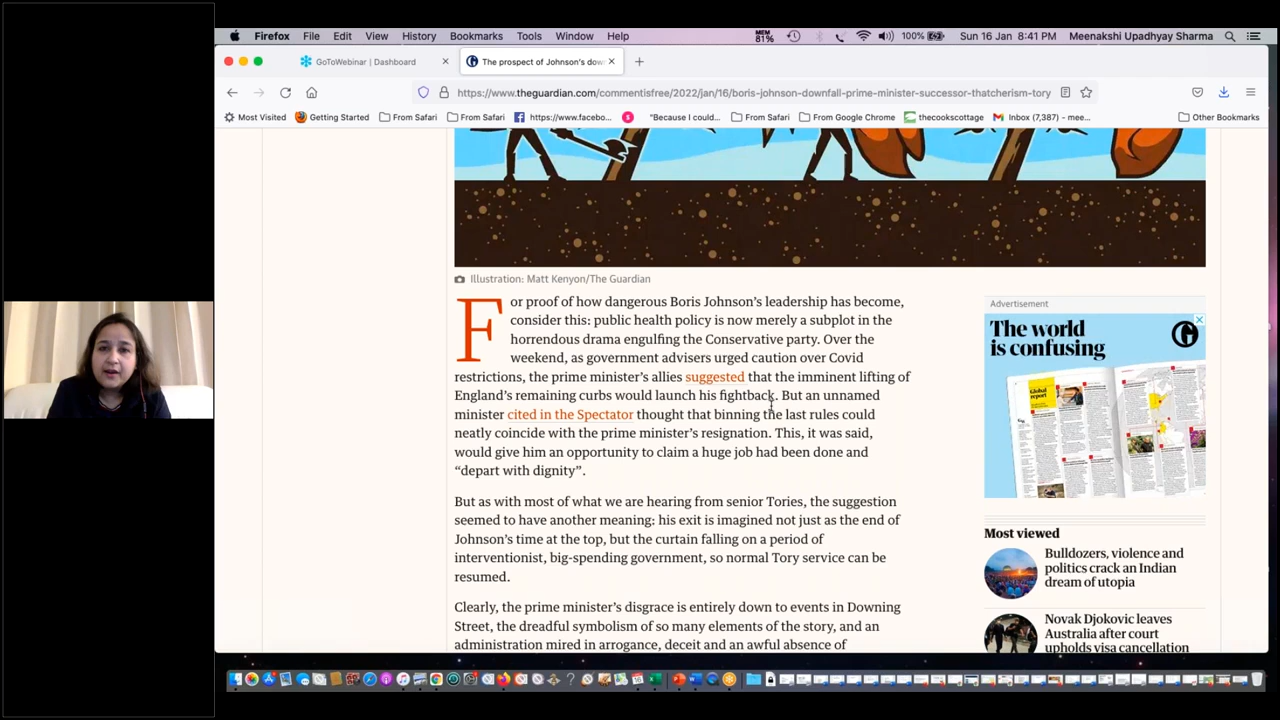 Firefox File Edit View History Bookmarks Tools Window Help MEM 81% 100% Sun 16 Jan 8:41 PM Meenakshi Upadhyay Sharma
GoToWebinar | Dashboard The prospect of Johnson's dow
https://www.theguardian.com/commentisfree/2022/jan/16/boris-johnson-downfall-prime-minister-successor-thatcherism-tory
Most Visited Getting Started From Safari From Safari https://www.facebo... "Because I could... From Safari From Google Chrome thecookscottage Inbox (7,387) - mee... Other Bookmarks
Illustration: Matt Kenyon/The Guardian
For proof of how dangerous Boris Johnson's leadership has become,
consider this: public health policy is now merely a subplot in the
horrendous drama engulfing the Conservative party. Over the
weekend, as government advisers urged caution over Covid
restrictions, the prime minister's allies suggested that the imminent lifting of
England's remaining curbs would launch his fightback. But an unnamed
minister cited in the Spectator thought that binning the last rules could
neatly coincide with the prime minister's resignation. This, it was said,
would give him an opportunity to claim a huge job had been done and
“depart with dignity”.
But as with most of what we are hearing from senior Tories, the suggestion
seemed to have another meaning: his exit is imagined not just as the end of
Johnson's time at the top, but the curtain falling on a period of
interventionist, big-spending government, so normal Tory service can be
resumed.
Clearly, the prime minister's disgrace is entirely down to events in Downing
Street, the dreadful symbolism of so many elements of the story, and an
administration mired in arrogance, deceit and an awful absence of
Advertisement
The world
is confusing
Global
report
Most viewed
Bulldozers, violence and
politics crack an Indian
dream of utopia
Novak Djokovic leaves
Australia after court
upholds visa cancellation